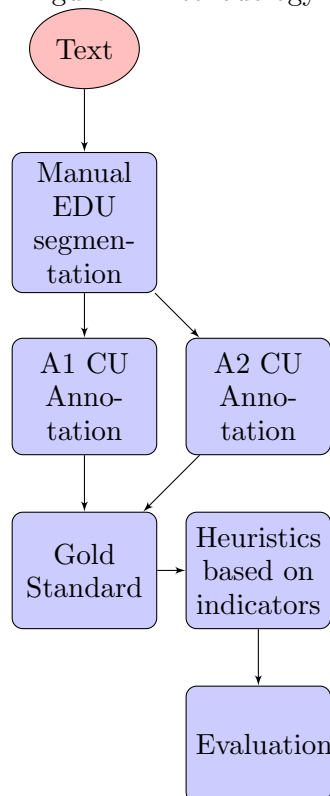 Text
Manual
EDU
segmen-
tation
A1 CU
Anno-
tation
A2 CU
Anno-
tation
Gold
Standard
Heuristics
based on
indicators
Evaluation